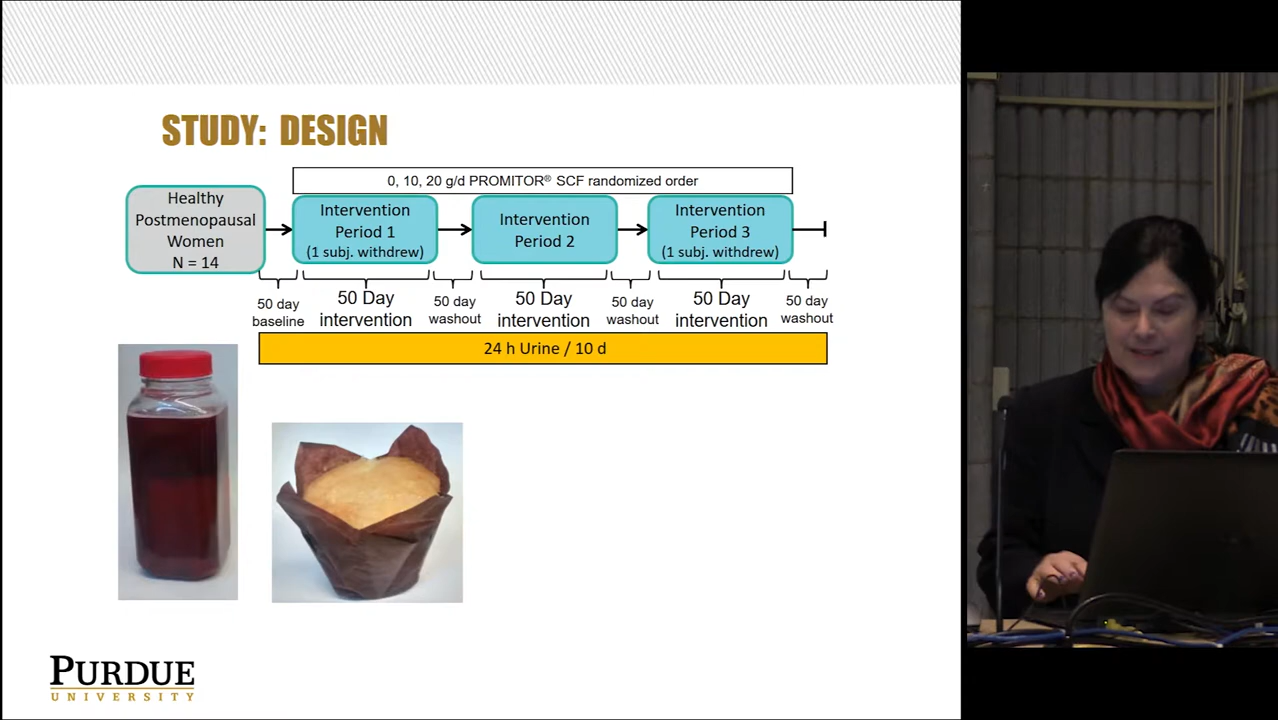 STUDY: DESIGN
0, 10, 20 g/d PROMITOR® SCF randomized order
Healthy
Postmenopausal
Women
N = 14
Intervention
Period 1
(1 subj. withdrew)
Intervention
Period 2
Intervention
Period 3
(1 subj. withdrew)
50 day
baseline
50 Day
intervention
50 day
washout
50 Day
intervention
50 day
washout
50 Day
intervention
50 day
washout
24 h Urine / 10 d
PURDUE
UNIVERSITY